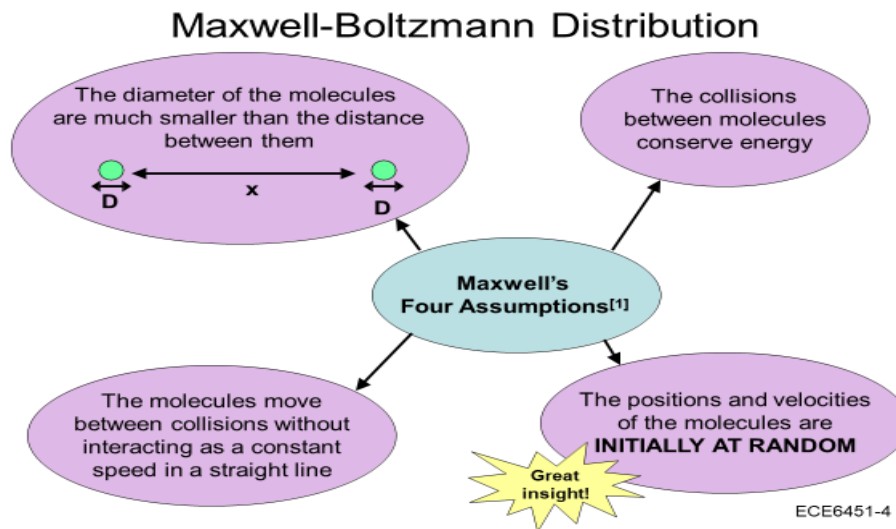 Maxwell-Boltzmann Distribution
The diameter of the molecules
are much smaller than the distance
between them
D
x
D
The collisions
between molecules
conserve energy
Maxwell's
Four Assumptions[1]
The molecules move
between collisions without
interacting as a constant
speed in a straight line
The positions and velocities
of the molecules are
INITIALLY AT RANDOM
Great
insight!
ECE6451-4